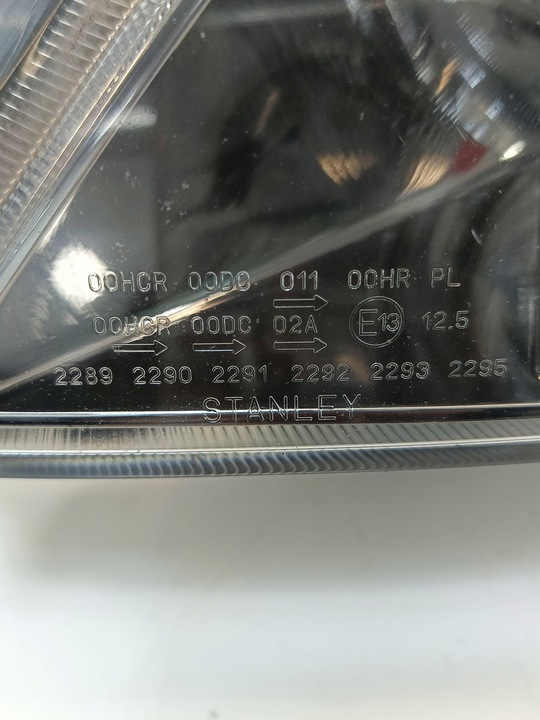 00HCR 00DC 011 00HR PL
→
00HCR 00DC 02A E13 12.5
→ → →
2289 2290 2291 2292 2293 2295
STANLEY